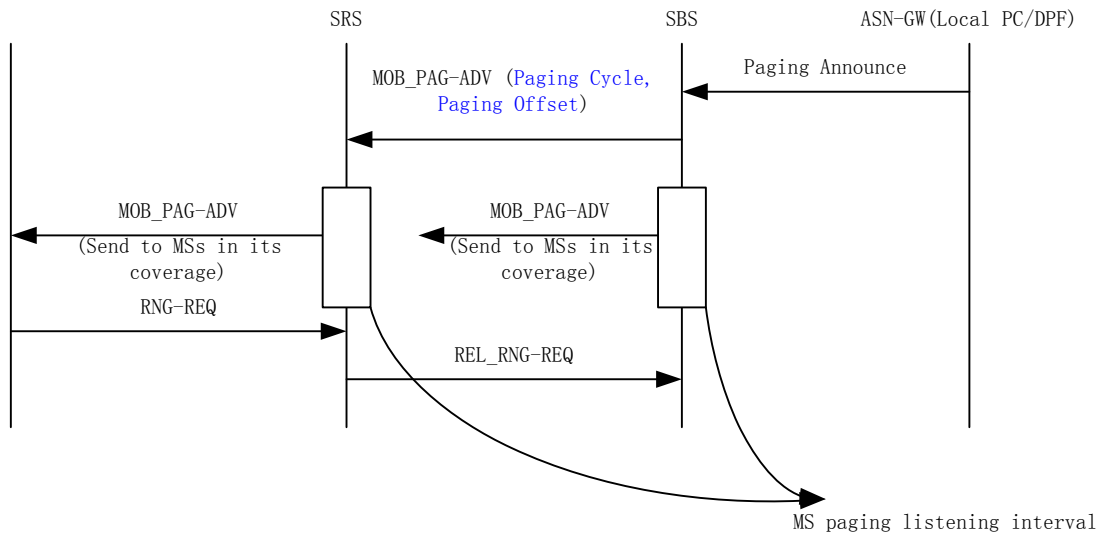 SRS
SBS
ASN-GW(Local PC/DPF)
Paging Announce
MOB_PAG-ADV (Paging Cycle,
Paging Offset)
MOB_PAG-ADV
(Send to MSs in its
coverage)
MOB_PAG-ADV
(Send to MSs in its
coverage)
RNG-REQ
REL_RNG-REQ
MS paging listening interval